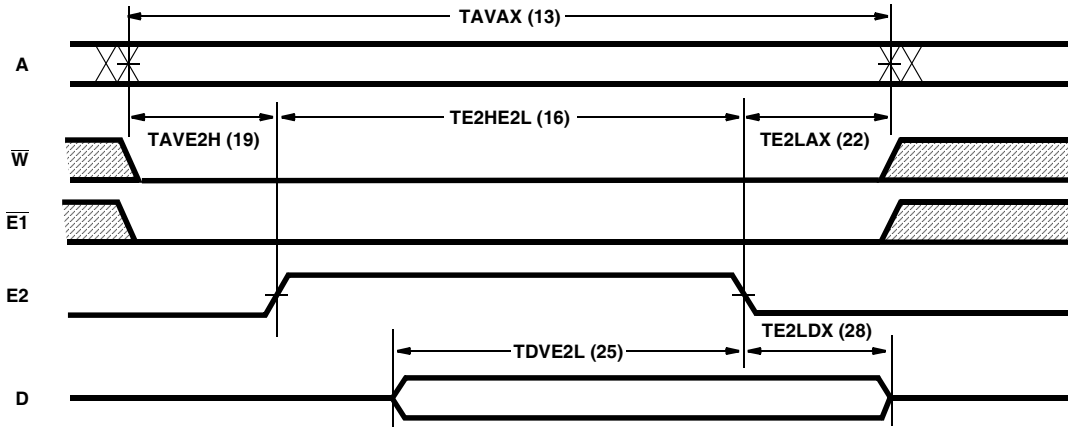 TAVAX (13)
A
TAVE2H (19)
TE2HE2L (16)
TE2LAX (22)
W̅
E1̅
E2
TDVE2L (25)
TE2LDX (28)
D